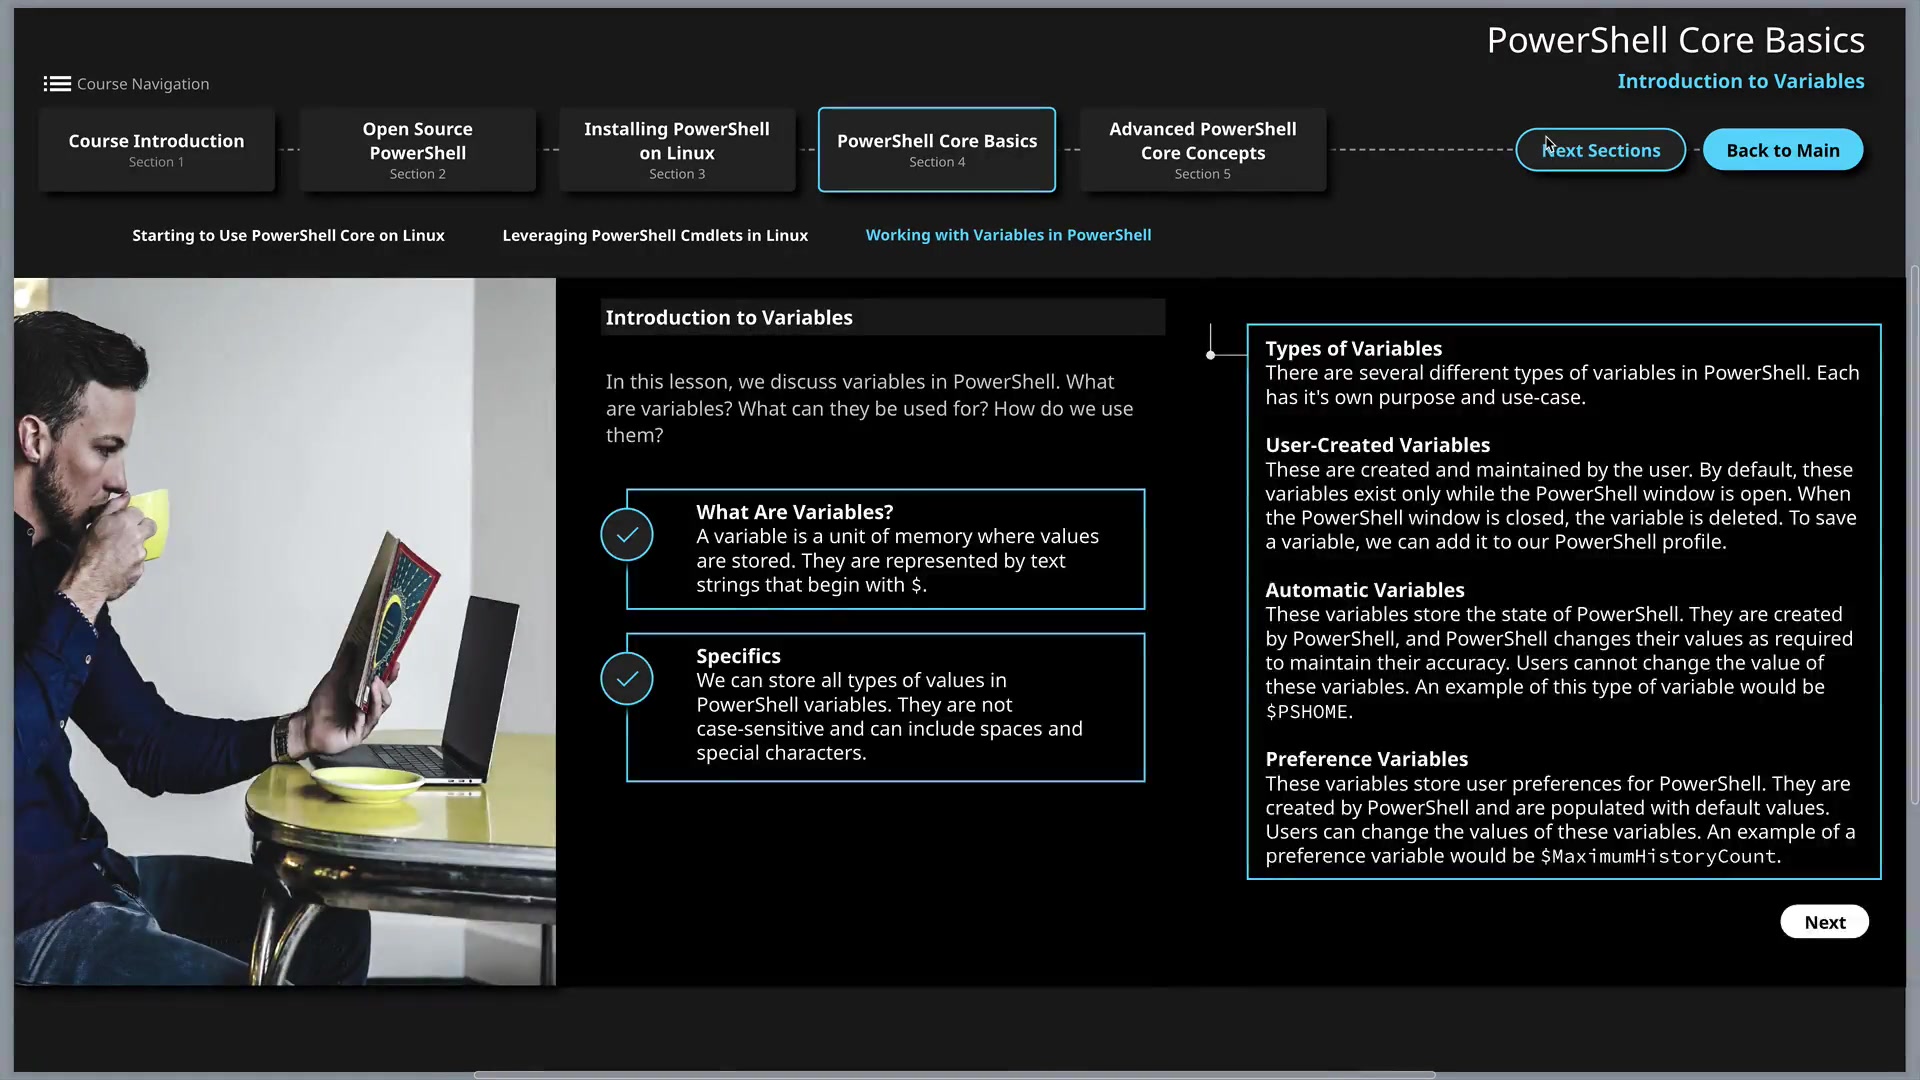 PowerShell Core Basics
Introduction to Variables
Course Navigation
Course Introduction
Section 1
Open Source
PowerShell
Section 2
Installing PowerShell
on Linux
Section 3
PowerShell Core Basics
Section 4
Advanced PowerShell
Core Concepts
Section 5
Next Sections
Back to Main
Starting to Use PowerShell Core on Linux
Leveraging PowerShell Cmdlets in Linux
Working with Variables in PowerShell
Introduction to Variables
In this lesson, we discuss variables in PowerShell. What
are variables? What can they be used for? How do we use
them?
What Are Variables?
A variable is a unit of memory where values
are stored. They are represented by text
strings that begin with $.
Specifics
We can store all types of values in
PowerShell variables. They are not
case-sensitive and can include spaces and
special characters.
Types of Variables
There are several different types of variables in PowerShell. Each
has it's own purpose and use-case.
User-Created Variables
These are created and maintained by the user. By default, these
variables exist only while the PowerShell window is open. When
the PowerShell window is closed, the variable is deleted. To save
a variable, we can add it to our PowerShell profile.
Automatic Variables
These variables store the state of PowerShell. They are created
by PowerShell, and PowerShell changes their values as required
to maintain their accuracy. Users cannot change the value of
these variables. An example of this type of variable would be
$PSHOME.
Preference Variables
These variables store user preferences for PowerShell. They are
created by PowerShell and are populated with default values.
Users can change the values of these variables. An example of a
preference variable would be $MaximumHistoryCount.
Next